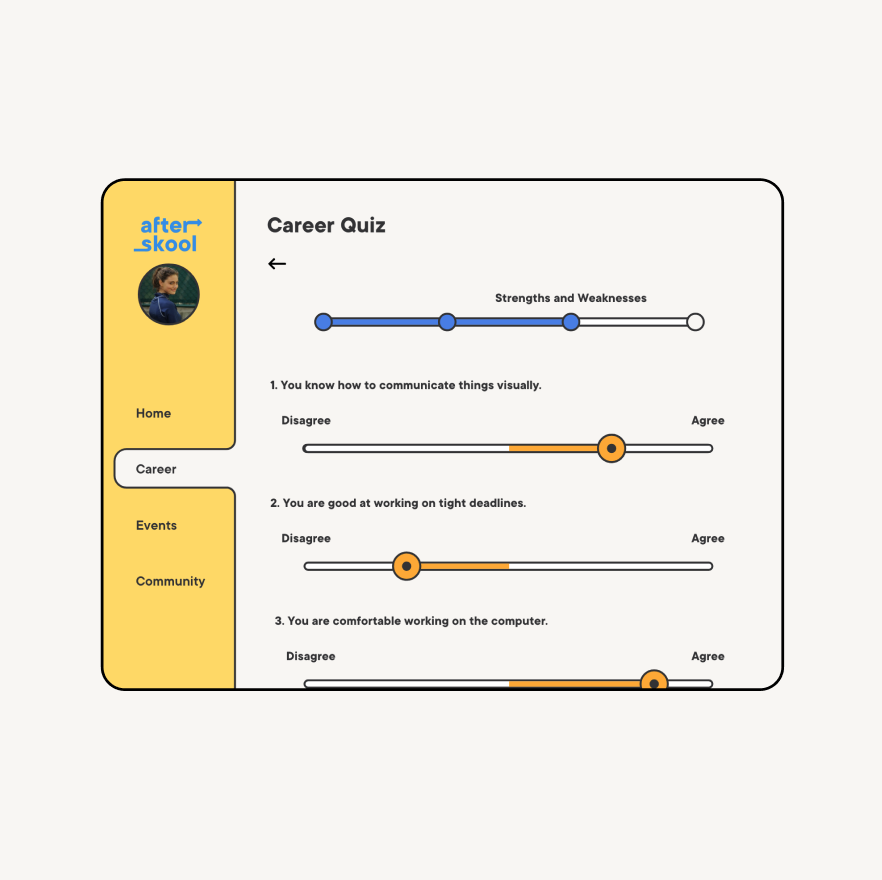 after
skool
Home
Career
Events
Community
Career Quiz
Strengths and Weaknesses
1. You know how to communicate things visually.
Disagree Agree
2. You are good at working on tight deadlines.
Disagree Agree
3. You are comfortable working on the computer.
Disagree Agree